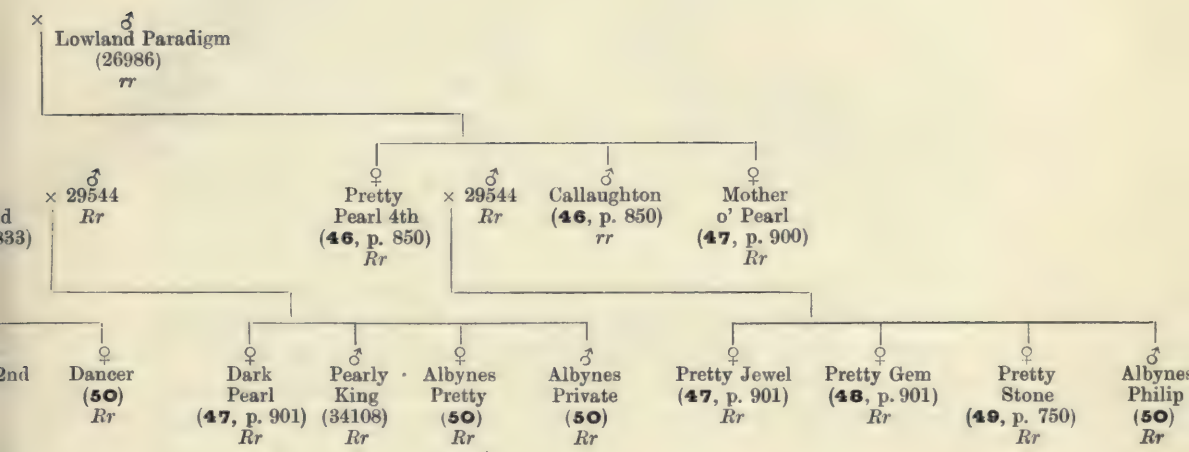 × ♂
Lowland Paradigm
(26986)
rr
× ♂
29544
Rr
d
833)
♀
Pretty
Pearl 4th
(46, p. 850)
Rr
× ♂
29544
Rr
♂
Callaughton
(46, p. 850)
rr
♀
Mother
o' Pearl
(47, p. 900)
Rr
2nd
♀
Dancer
(50)
Rr
♀
Dark
Pearl
(47, p. 901)
Rr
♂
Pearly
King
(34108)
Rr
♀
Albynes
Pretty
(50)
Rr
♂
Albynes
Private
(50)
Rr
♀
Pretty Jewel
(47, p. 901)
Rr
♀
Pretty Gem
(48, p. 901)
Rr
♀
Pretty
Stone
(49, p. 750)
Rr
♂
Albynes
Philip
(50)
Rr